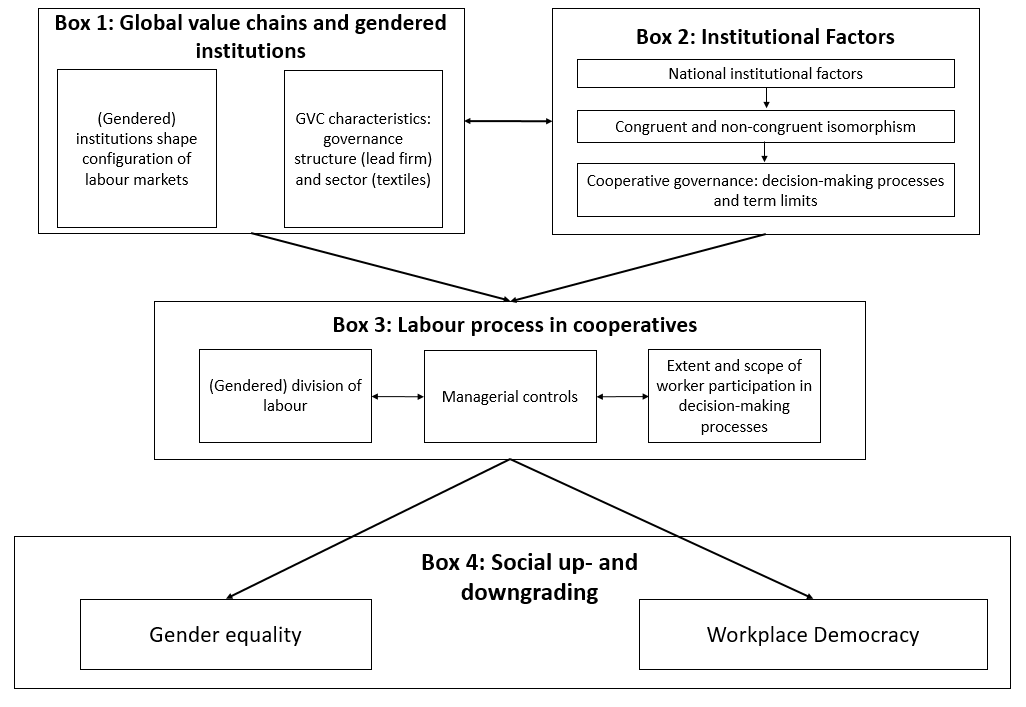 Box 1: Global value chains and gendered
institutions
(Gendered)
institutions shape
configuration of
labour markets
GVC characteristics:
governance
structure (lead firm)
and sector (textiles)
Box 2: Institutional Factors
National institutional factors
Congruent and non-congruent isomorphism
Cooperative governance: decision-making processes
and term limits
Box 3: Labour process in cooperatives
(Gendered) division of
labour
Managerial controls
Extent and scope of
worker participation in
decision-making
processes
Box 4: Social up- and
downgrading
Gender equality
Workplace Democracy